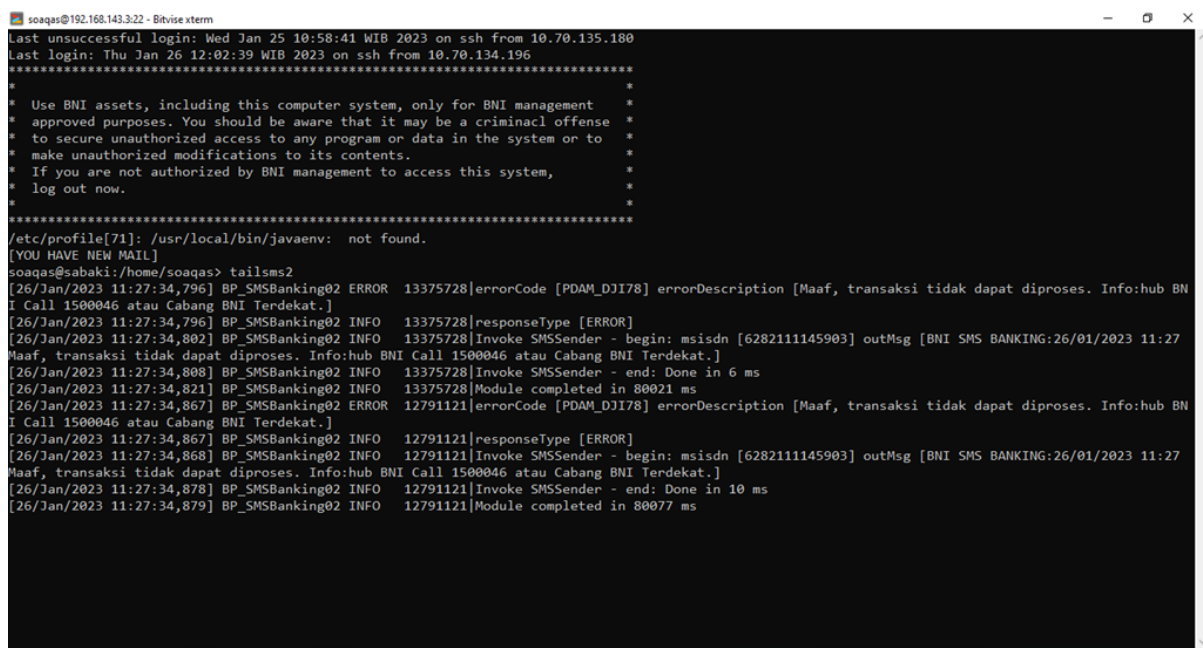 soaqas@192.168.143.3:22 - Bitvise xterm
Last unsuccessful login: Wed Jan 25 10:58:41 WIB 2023 on ssh from 10.70.135.180
Last login: Thu Jan 26 12:02:39 WIB 2023 on ssh from 10.70.134.196
*******************************************************************************
*                                                                             *
*  Use BNI assets, including this computer system, only for BNI management    *
*  approved purposes. You should be aware that it may be a criminacl offense  *
*  to secure unauthorized access to any program or data in the system or to   *
*  make unauthorized modifications to its contents.                           *
*  If you are not authorized by BNI management to access this system,         *
*  log out now.                                                               *
*                                                                             *
*******************************************************************************
/etc/profile[71]: /usr/local/bin/javaenv:  not found.
[YOU HAVE NEW MAIL]
soaqas@sabaki:/home/soaqas> tailsms2
[26/Jan/2023 11:27:34,796] BP_SMSBanking02 ERROR  13375728|errorCode [PDAM_DJI78] errorDescription [Maaf, transaksi tidak dapat diproses. Info:hub BN
I Call 1500046 atau Cabang BNI Terdekat.]
[26/Jan/2023 11:27:34,796] BP_SMSBanking02 INFO   13375728|responseType [ERROR]
[26/Jan/2023 11:27:34,802] BP_SMSBanking02 INFO   13375728|Invoke SMSSender - begin: msisdn [6282111145903] outMsg [BNI SMS BANKING:26/01/2023 11:27
Maaf, transaksi tidak dapat diproses. Info:hub BNI Call 1500046 atau Cabang BNI Terdekat.]
[26/Jan/2023 11:27:34,808] BP_SMSBanking02 INFO   13375728|Invoke SMSSender - end: Done in 6 ms
[26/Jan/2023 11:27:34,821] BP_SMSBanking02 INFO   13375728|Module completed in 80021 ms
[26/Jan/2023 11:27:34,867] BP_SMSBanking02 ERROR  12791121|errorCode [PDAM_DJI78] errorDescription [Maaf, transaksi tidak dapat diproses. Info:hub BN
I Call 1500046 atau Cabang BNI Terdekat.]
[26/Jan/2023 11:27:34,867] BP_SMSBanking02 INFO   12791121|responseType [ERROR]
[26/Jan/2023 11:27:34,868] BP_SMSBanking02 INFO   12791121|Invoke SMSSender - begin: msisdn [6282111145903] outMsg [BNI SMS BANKING:26/01/2023 11:27
Maaf, transaksi tidak dapat diproses. Info:hub BNI Call 1500046 atau Cabang BNI Terdekat.]
[26/Jan/2023 11:27:34,878] BP_SMSBanking02 INFO   12791121|Invoke SMSSender - end: Done in 10 ms
[26/Jan/2023 11:27:34,879] BP_SMSBanking02 INFO   12791121|Module completed in 80077 ms